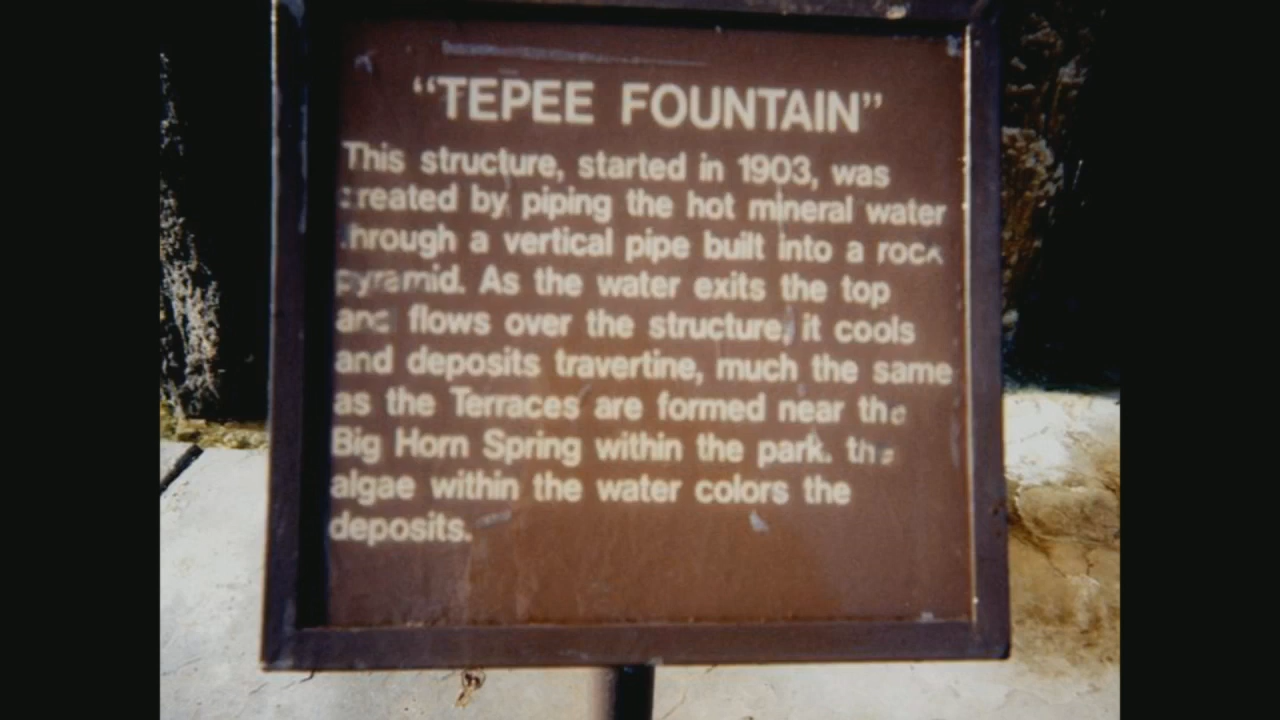 “TEPEE FOUNTAIN”
This structure, started in 1903, was
created by piping the hot mineral water
through a vertical pipe built into a rock
pyramid. As the water exits the top
and flows over the structure, it cools
and deposits travertine, much the same
as the Terraces are formed near the
Big Horn Spring within the park. the
algae within the water colors the
deposits.